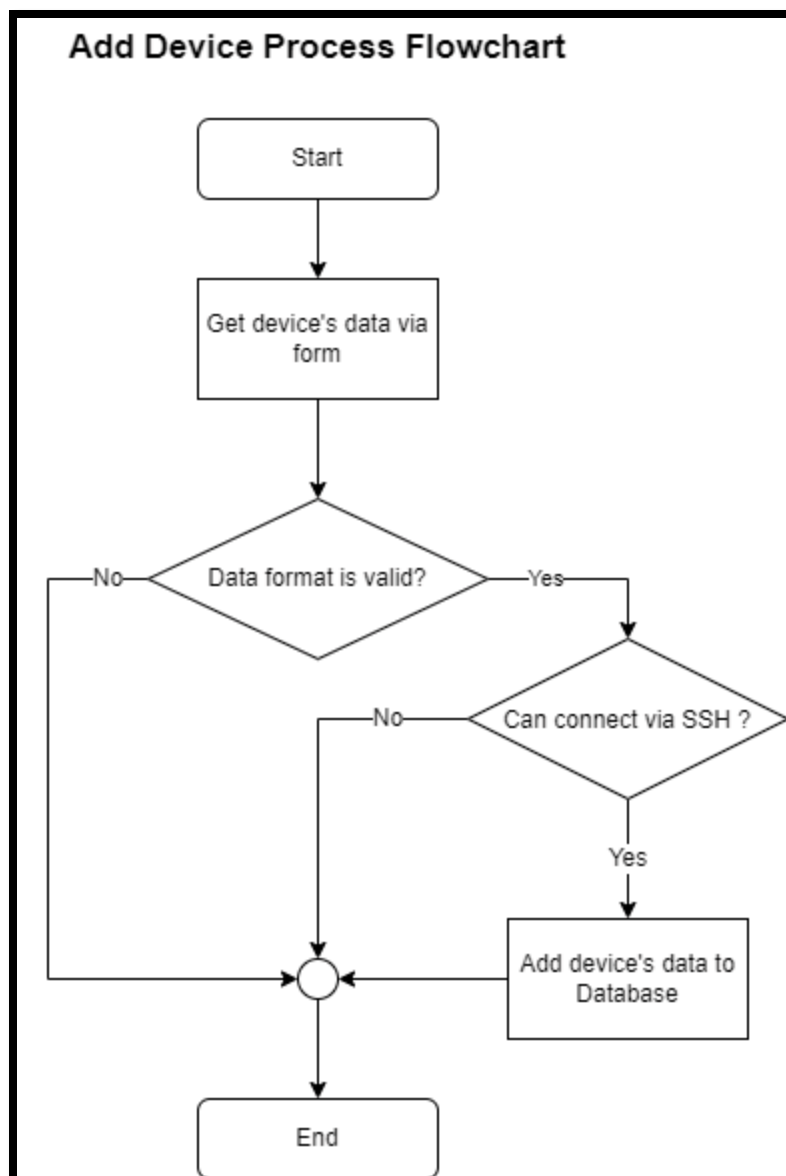 Add Device Process Flowchart
Start
Get device's data via
form
Data format is valid?
No
Yes
Can connect via SSH ?
No
Yes
Add device's data to
Database
End